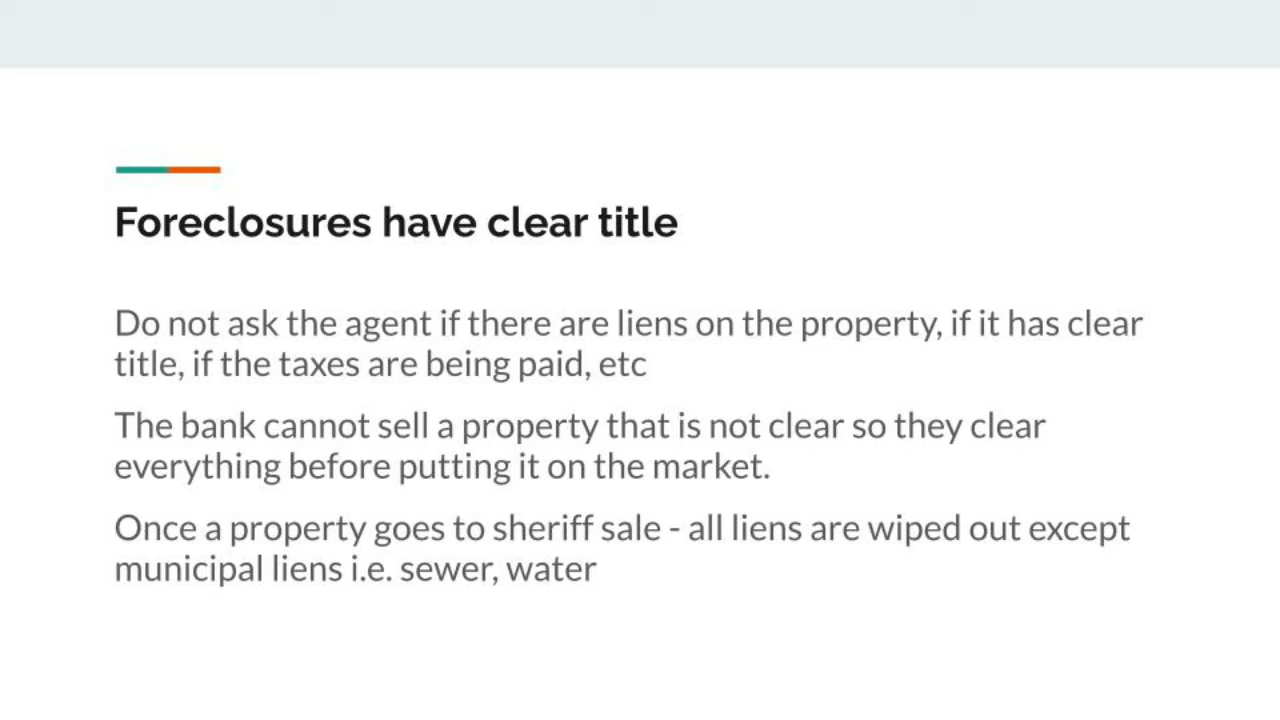 Foreclosures have clear title
Do not ask the agent if there are liens on the property, if it has clear
title, if the taxes are being paid, etc
The bank cannot sell a property that is not clear so they clear
everything before putting it on the market.
Once a property goes to sheriff sale - all liens are wiped out except
municipal liens i.e. sewer, water